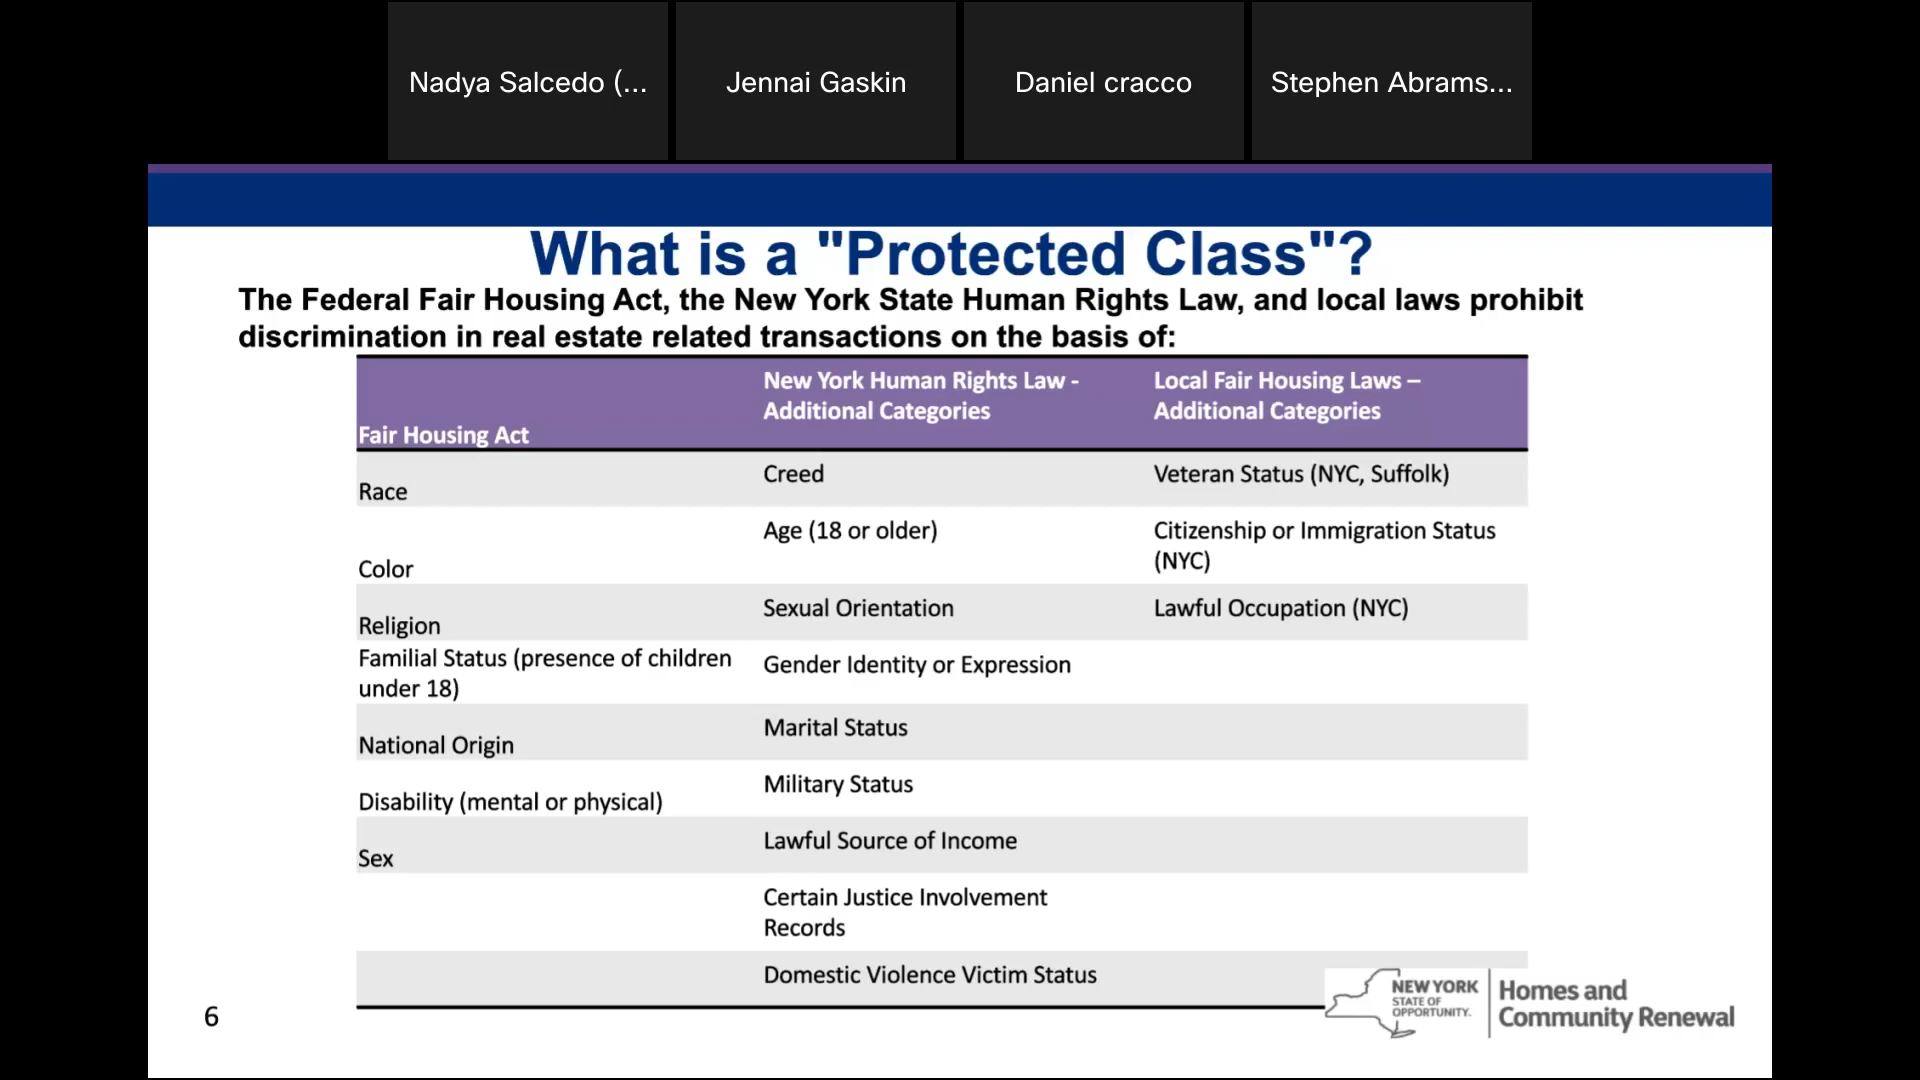 Nadya Salcedo (...
Jennai Gaskin
Daniel cracco
Stephen Abrams...
What is a "Protected Class"?
The Federal Fair Housing Act, the New York State Human Rights Law, and local laws prohibit
discrimination in real estate related transactions on the basis of:
Fair Housing Act
New York Human Rights Law -
Additional Categories
Local Fair Housing Laws –
Additional Categories
Race
Creed
Veteran Status (NYC, Suffolk)
Color
Age (18 or older)
Citizenship or Immigration Status
(NYC)
Religion
Sexual Orientation
Lawful Occupation (NYC)
Familial Status (presence of children
under 18)
Gender Identity or Expression
National Origin
Marital Status
Disability (mental or physical)
Military Status
Sex
Lawful Source of Income
Certain Justice Involvement
Records
Domestic Violence Victim Status
6
NEW YORK
STATE OF
OPPORTUNITY.
Homes and
Community Renewal